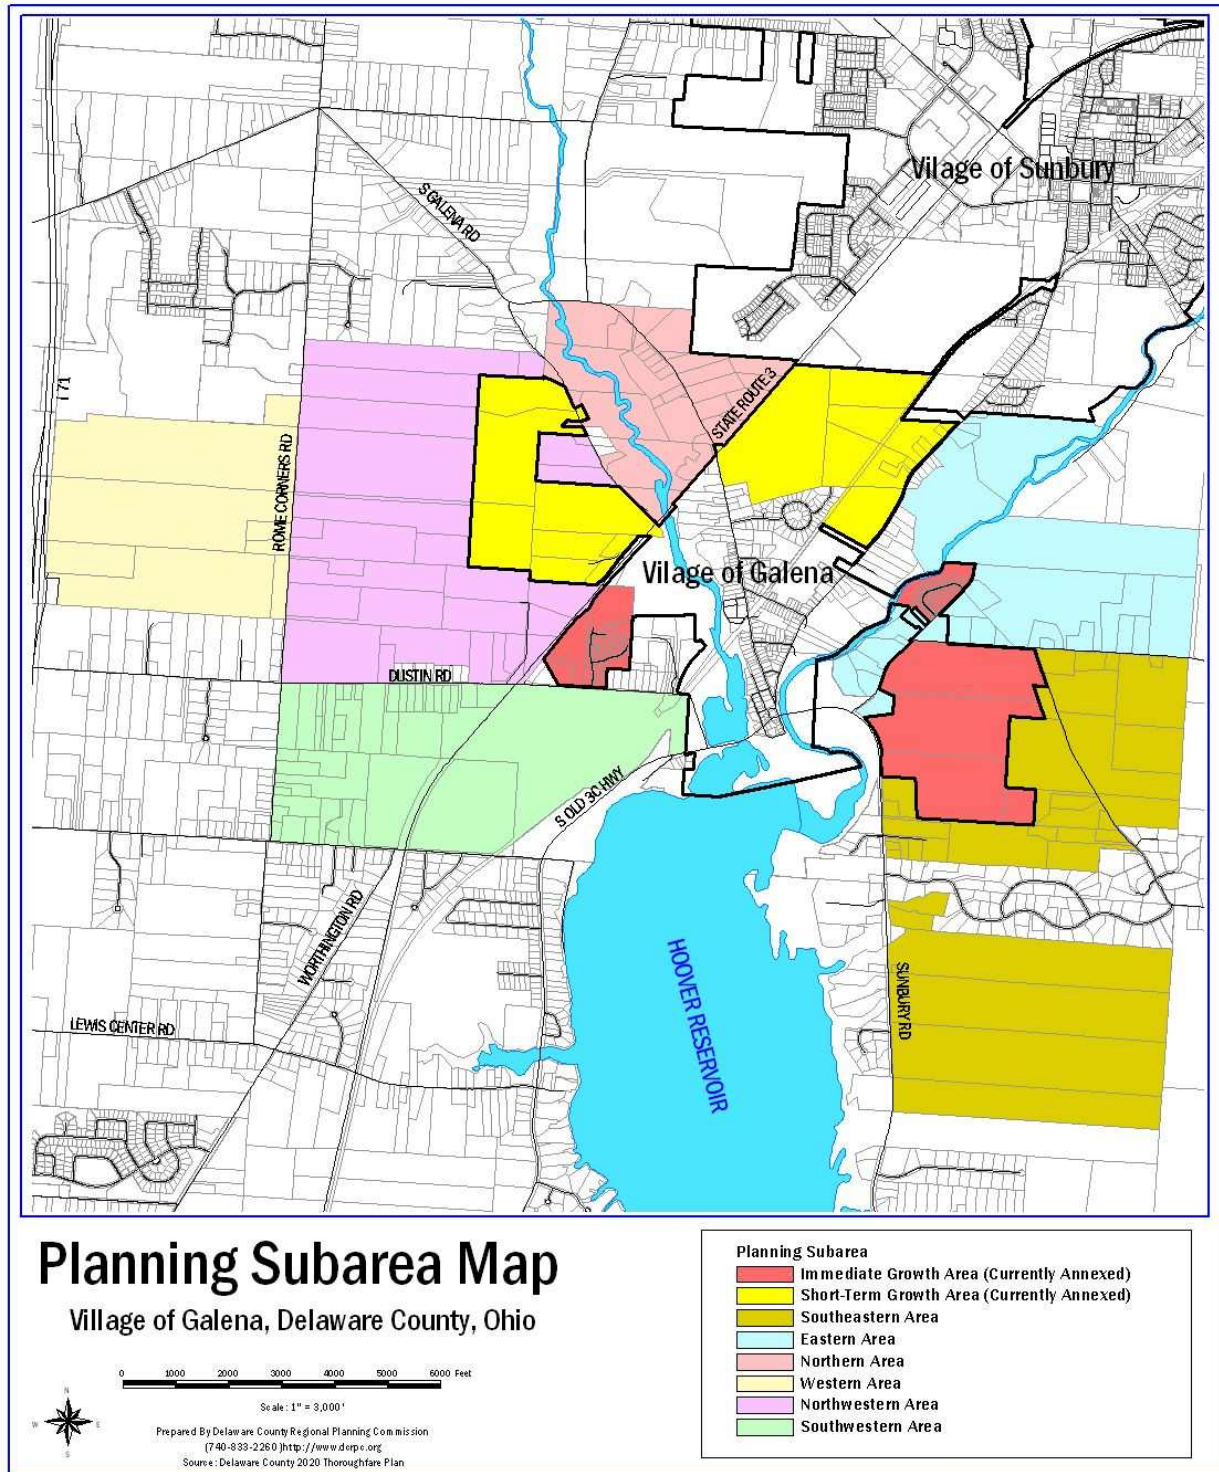 Vilage of Sunbury
S GALENA RD
I 71
STATE ROUTE 3
ROME CORNERS RD
Vilage of Galena
DUSTIN RD
S OLD 3C HWY
WORTHINGTON RD
HOOVER RESERVOIR
SUNBURY RD
LEWIS CENTER RD
Planning Subarea Map
Village of Galena, Delaware County, Ohio
0 1000 2000 3000 4000 5000 6000 Feet
Scale: 1" = 3,000'
N
W E
S
Prepared By Delaware County Regional Planning Commission
(740-833-2260)http://www.dcrpc.org
Source: Delaware County 2020 Thoroughfare Plan
Planning Subarea
Immediate Growth Area (Currently Annexed)
Short-Term Growth Area (Currently Annexed)
Southeastern Area
Eastern Area
Northern Area
Western Area
Northwestern Area
Southwestern Area